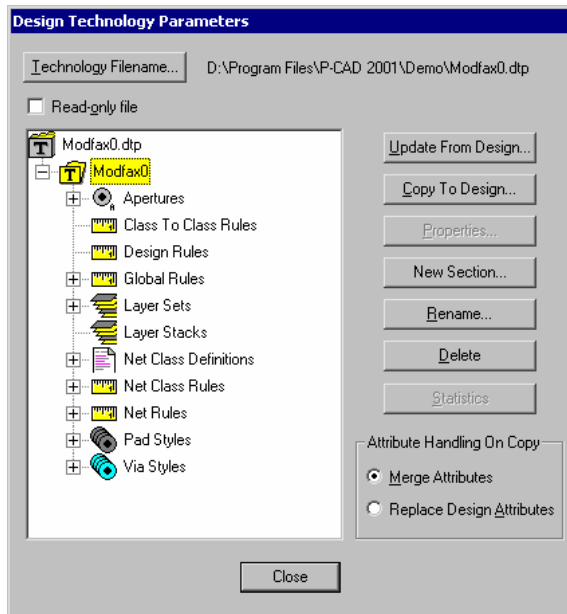 Design Technology Parameters
Technology Filename... D:\Program Files\P-CAD 2001\Demo\Modfax0.dtp
Read-only file
Modfax0.dtp
Modfax0
Apertures
Class To Class Rules
Design Rules
Global Rules
Layer Sets
Layer Stacks
Net Class Definitions
Net Class Rules
Net Rules
Pad Styles
Via Styles
Update From Design...
Copy To Design...
Properties...
New Section...
Rename...
Delete
Statistics
Attribute Handling On Copy
Merge Attributes
Replace Design Attributes
Close